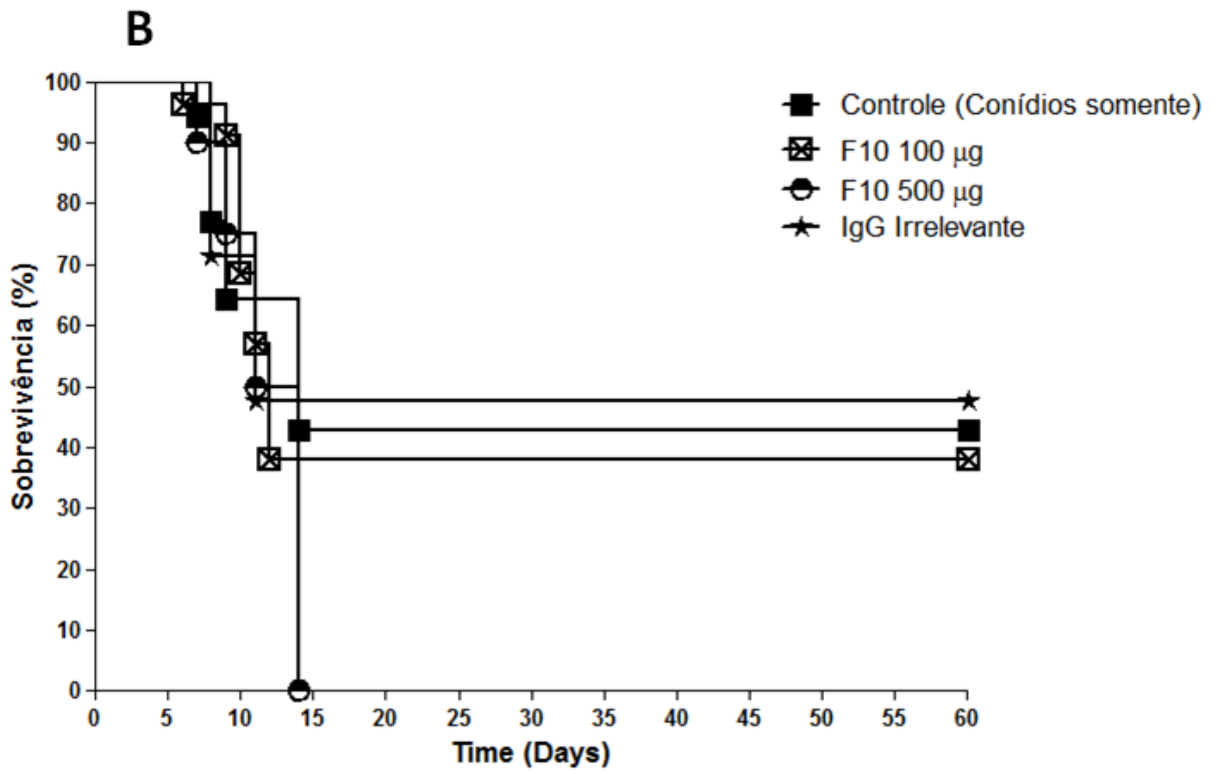 B
Controle (Conídios somente)
F10 100 µg
F10 500 µg
IgG Irrelevante
Sobrevivência (%)
100
90
80
70
60
50
40
30
20
10
0
0 5 10 15 20 25 30 35 40 45 50 55 60
Time (Days)